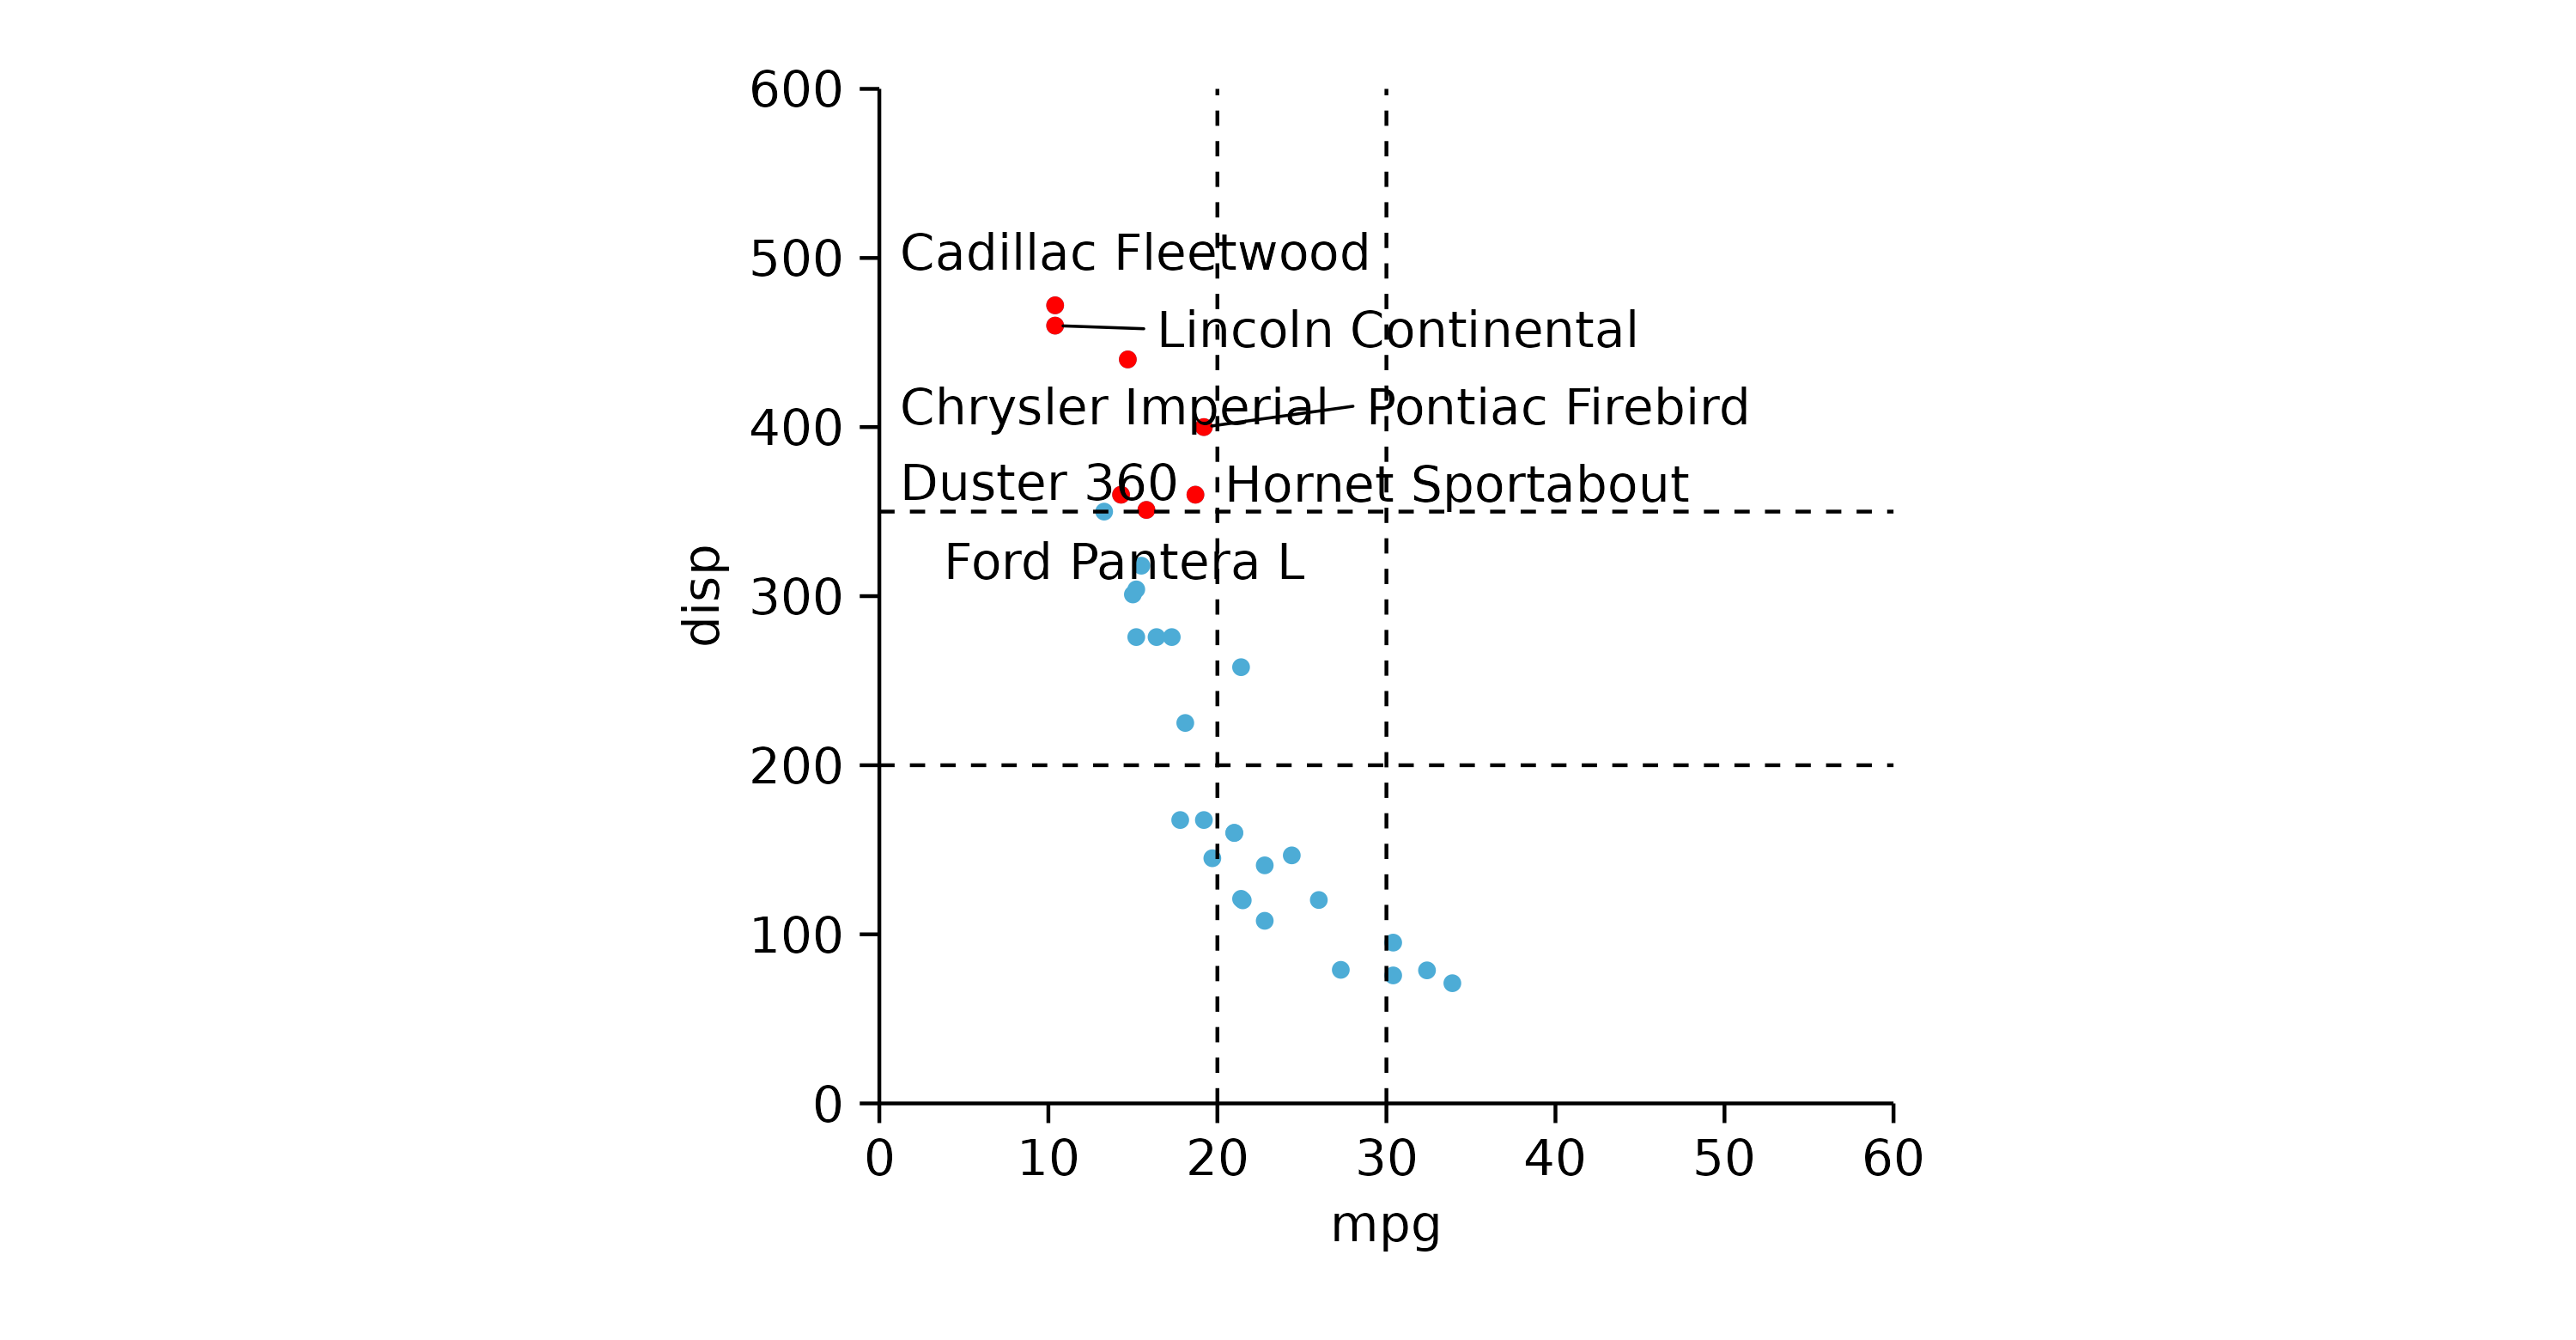 600
500
400
300
200
100
0
disp
Cadillac Fleetwood
Lincoln Continental
Chrysler Imperial
Pontiac Firebird
Duster 360
Hornet Sportabout
Ford Pantera L
0 10 20 30 40 50 60
mpg